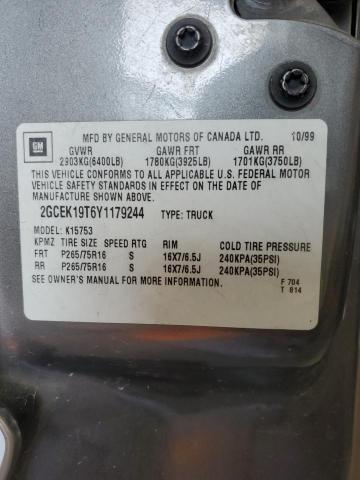 GM
MFD BY GENERAL MOTORS OF CANADA LTD. 10/99
GVWR GAWR FRT GAWR RR
2903KG(6400LB) 1780KG(3925LB) 1701KG(3750LB)
THIS VEHICLE CONFORMS TO ALL APPLICABLE U.S. FEDERAL MOTOR
VEHICLE SAFETY STANDARDS IN EFFECT ON THE DATE OF
MANUFACTURE SHOWN ABOVE.
2GCEK19T6Y1179244 TYPE: TRUCK
MODEL: K15753
KPMZ TIRE SIZE SPEED RTG RIM COLD TIRE PRESSURE
FRT P265/75R16 S 16X7/6.5J 240KPA(35PSI)
RR P265/75R16 S 16X7/6.5J 240KPA(35PSI)
SEE OWNER'S MANUAL FOR MORE INFORMATION.
F 704
T 814